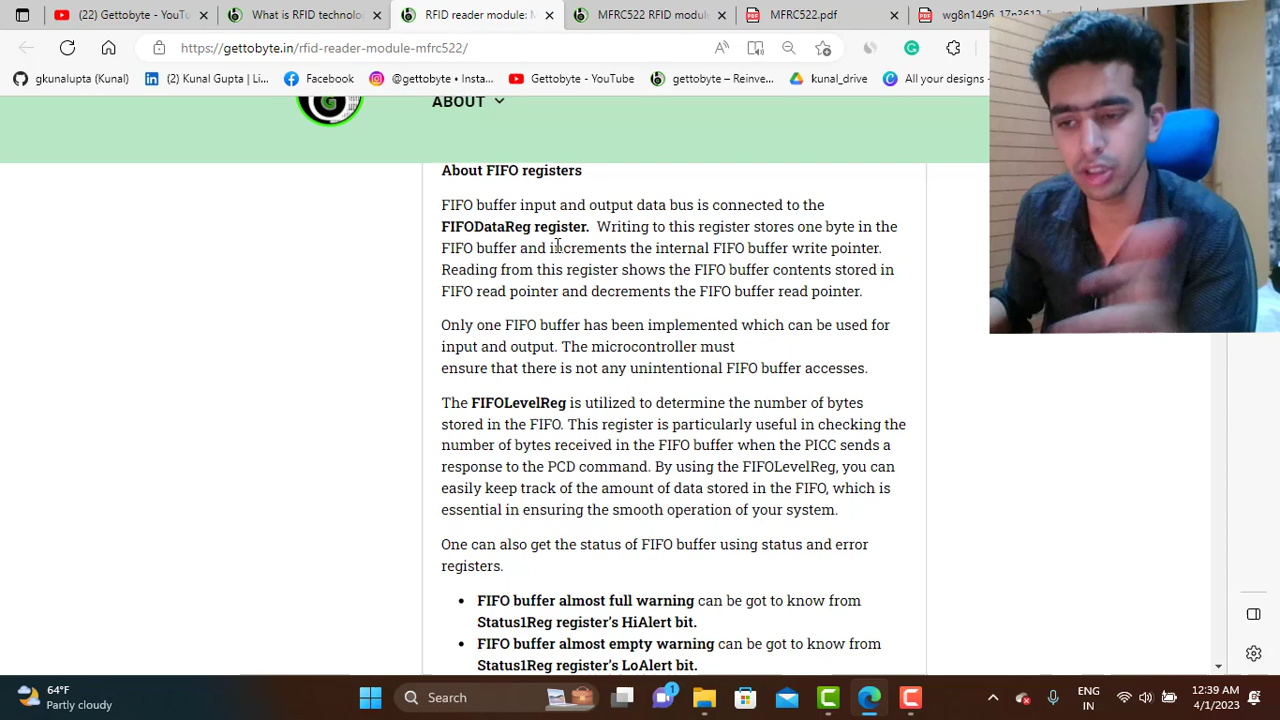 (22) Gettobyte - YouTu
What is RFID technolo
RFID reader module: M
MFRC522 RFID modul
MFRC522.pdf
https://gettobyte.in/rfid-reader-module-mfrc522/
gkunalupta (Kunal)
(2) Kunal Gupta | Li...
Facebook
@gettobyte • Insta...
Gettobyte - YouTube
gettobyte – Reinve...
kunal_drive
All your designs -
ABOUT
About FIFO registers
FIFO buffer input and output data bus is connected to the
FIFODataReg register. Writing to this register stores one byte in the
FIFO buffer and increments the internal FIFO buffer write pointer.
Reading from this register shows the FIFO buffer contents stored in
FIFO read pointer and decrements the FIFO buffer read pointer.
Only one FIFO buffer has been implemented which can be used for
input and output. The microcontroller must
ensure that there is not any unintentional FIFO buffer accesses.
The FIFOLevelReg is utilized to determine the number of bytes
stored in the FIFO. This register is particularly useful in checking the
number of bytes received in the FIFO buffer when the PICC sends a
response to the PCD command. By using the FIFOLevelReg, you can
easily keep track of the amount of data stored in the FIFO, which is
essential in ensuring the smooth operation of your system.
One can also get the status of FIFO buffer using status and error
registers.
• FIFO buffer almost full warning can be got to know from
Status1Reg register's HiAlert bit.
• FIFO buffer almost empty warning can be got to know from
Status1Reg register's LoAlert bit.
64°F
Partly cloudy
Search
1
ENG
IN
12:39 AM
4/1/2023